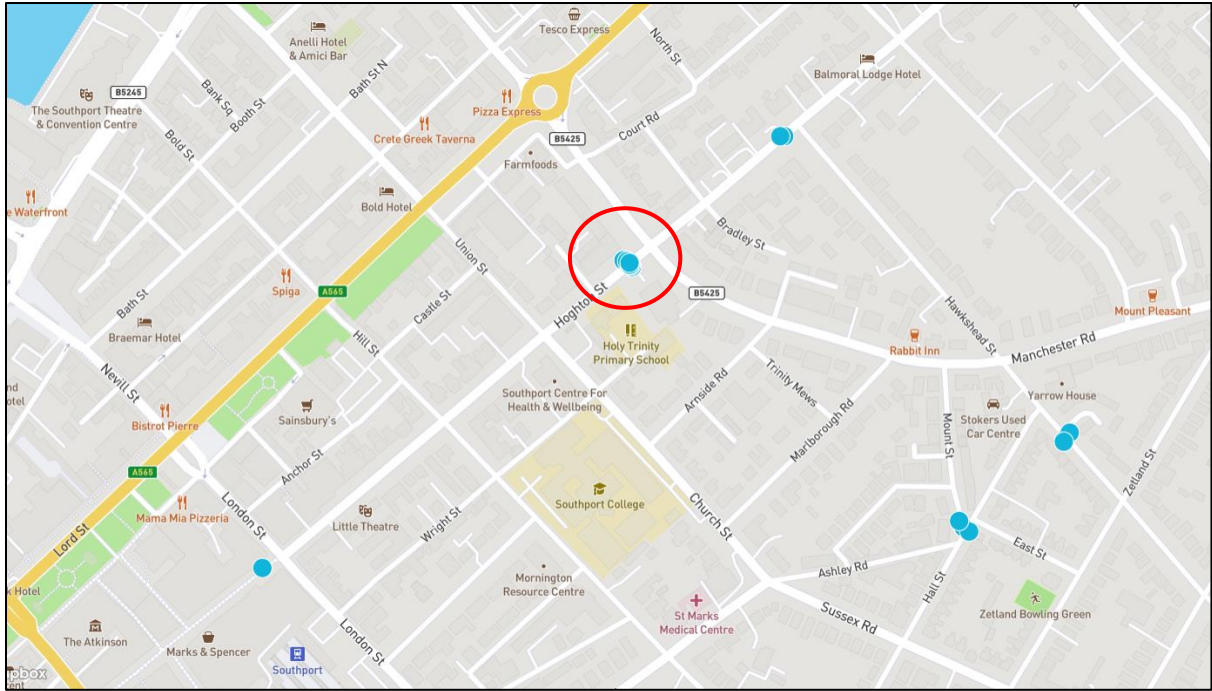 Tesco Express
Anelli Hotel
& Amici Bar
North St
Balmoral Lodge Hotel
Bath St N
Bank Sq
Booth St
B5245
The Southport Theatre
& Convention Centre
Pizza Express
Crete Greek Taverna
B5425
Court Rd
Bold St
Farmfoods
Bold Hotel
e Waterfront
Bradley St
Union St
Spiga
A565
B5425
Hoghton St
Castle St
Bath St
Braemar Hotel
Hill St
Holy Trinity
Primary School
Hawkshead St
Mount Pleasant
Rabbit Inn
Manchester Rd
Nevill St
nd
otel
Southport Centre For
Health & Wellbeing
Arnside Rd
Trinity Mews
Yarrow House
Sainsbury's
Bistrot Pierre
Marlborough Rd
Mount St
Stokers Used
Car Centre
Anchor St
A565
Zetland St
Mama Mia Pizzeria
London St
Little Theatre
Wright St
Southport College
Church St
Lord St
East St
Ashley Rd
Hall St
Mornington
Resource Centre
k Hotel
St Marks
Medical Centre
Sussex Rd
Zetland Bowling Green
The Atkinson
Marks & Spencer
London St
Southport
pbox
ent